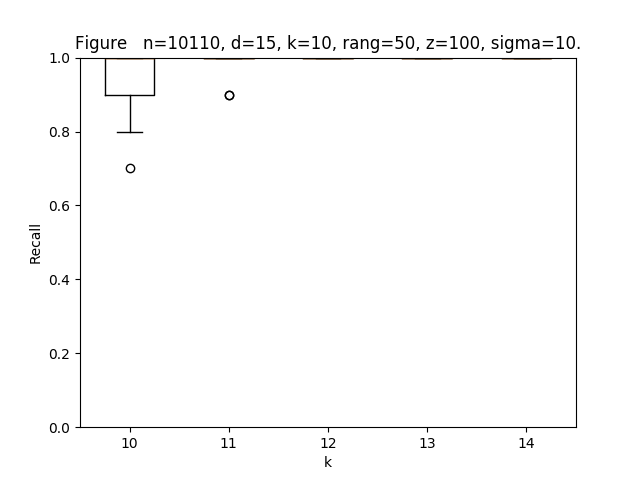 Figure   n=10110, d=15, k=10, rang=50, z=100, sigma=10.
1.0
0.8
0.6
0.4
0.2
0.0
Recall
10 11 12 13 14
k